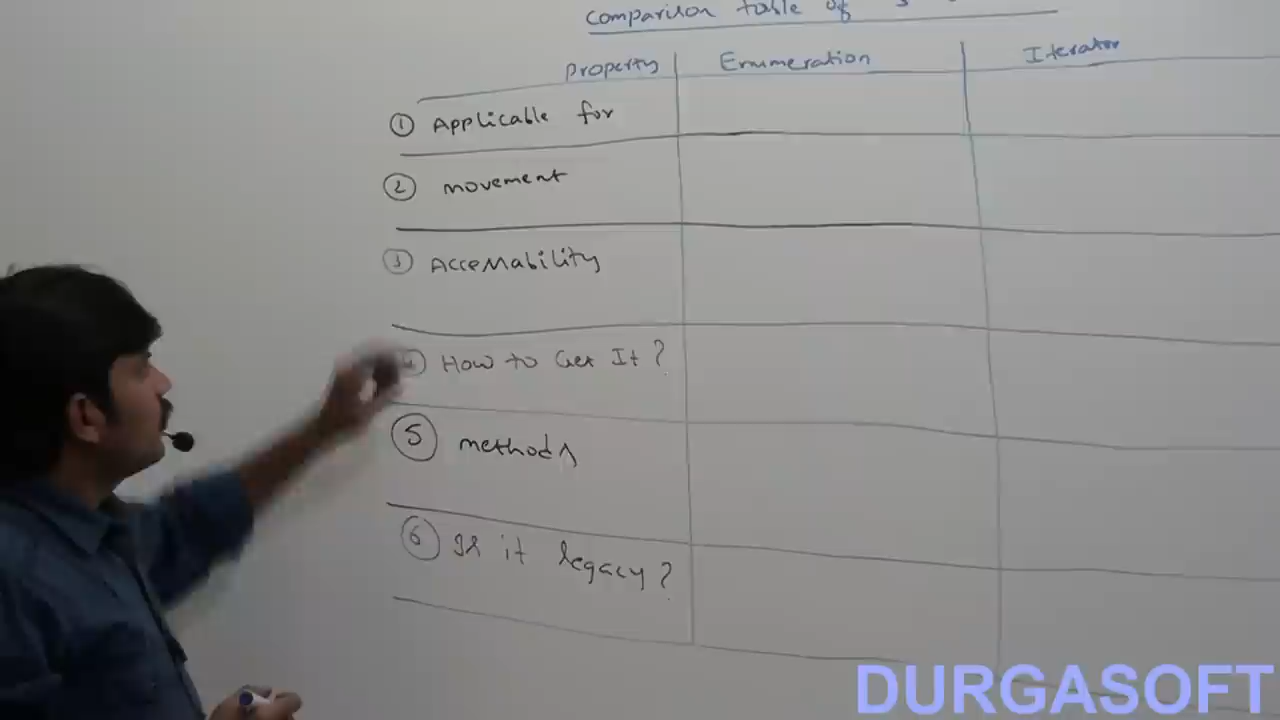 Comparison table of 3
Property Enumeration Iterator
① Applicable for
② movement
③ Accessability
④ How to Get It?
⑤ methods
⑥ Is it legacy?
DURGASOFT